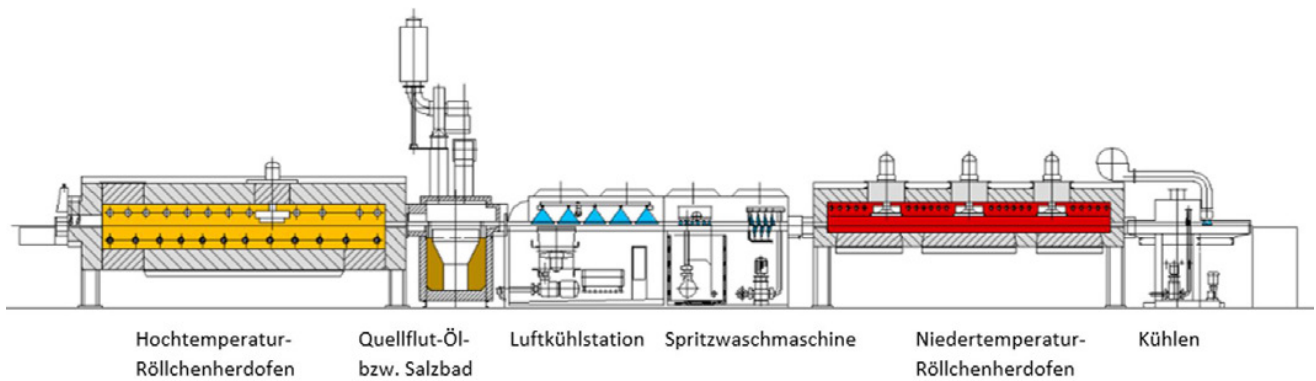 Hochtemperatur-
Röllchenherdofen
Quellflut-Öl-
bzw. Salzbad
Luftkühlstation
Spritzwaschmaschine
Niedertemperatur-
Röllchenherdofen
Kühlen